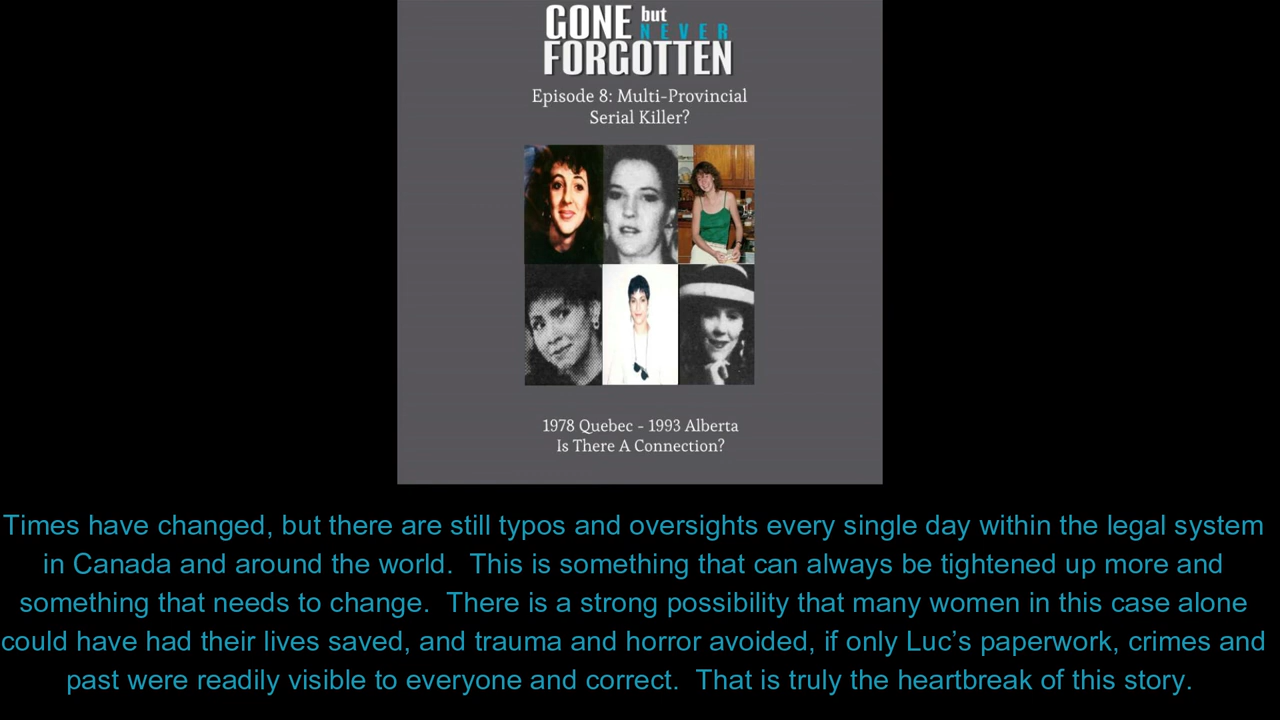 GONE but
NEVER
FORGOTTEN
Episode 8: Multi-Provincial
Serial Killer?
1978 Quebec - 1993 Alberta
Is There A Connection?
Times have changed, but there are still typos and oversights every single day within the legal system
in Canada and around the world.  This is something that can always be tightened up more and
something that needs to change.  There is a strong possibility that many women in this case alone
could have had their lives saved, and trauma and horror avoided, if only Luc’s paperwork, crimes and
past were readily visible to everyone and correct.  That is truly the heartbreak of this story.